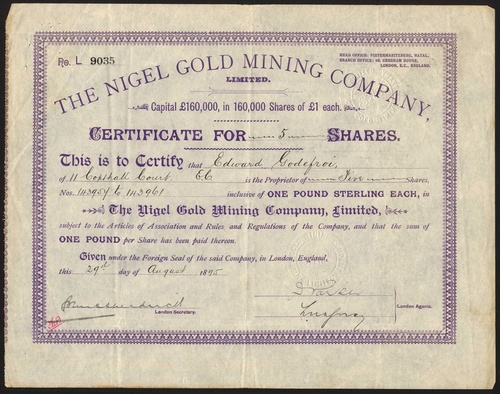 HEAD OFFICE: PIETERMARITZBURG, NATAL.
BRANCH OFFICE: 60, GRESHAM HOUSE,
LONDON, E.C., ENGLAND.
No. L 9035
THE NIGEL GOLD MINING COMPANY,
LIMITED.
Capital £160,000, in 160,000 Shares of £1 each.
CERTIFICATE FOR 5 SHARES.
This is to Certify that Edward Godefroi,
of 11 Copthall Court, EC is the Proprietor of Five Shares,
Nos. 143957 to 143961 inclusive of ONE POUND STERLING EACH, in
The Nigel Gold Mining Company, Limited,
subject to the Articles of Association and Rules and Regulations of the Company, and that the sum of
ONE POUND per Share has been paid thereon.
Given under the Foreign Seal of the said Company, in London, England,
this 29th day of August 1895
London Secretary.
London Agents.